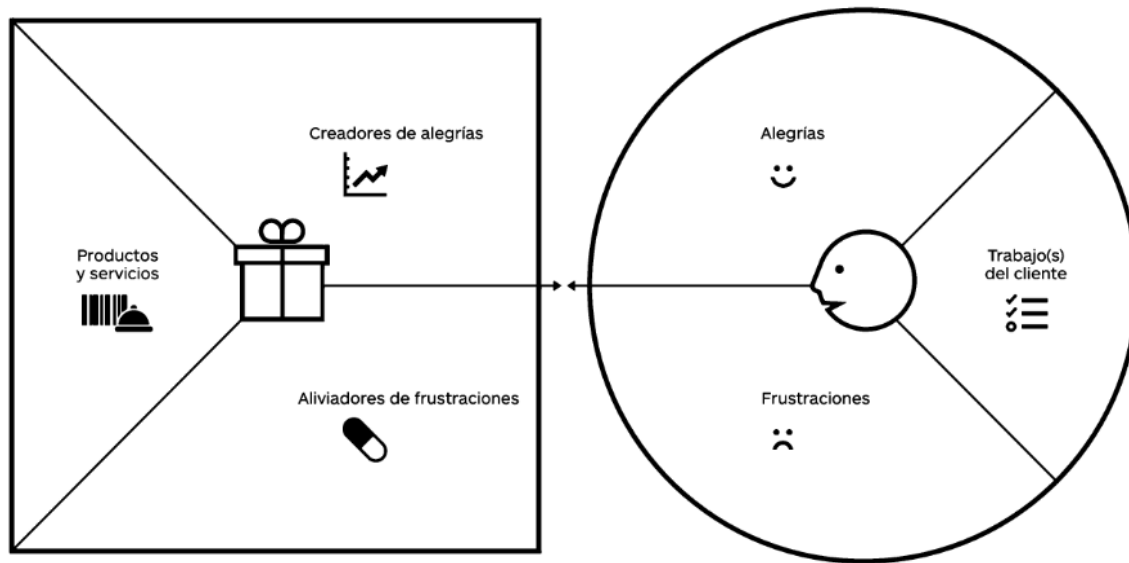 Creadores de alegrías
Productos
y servicios
Aliviadores de frustraciones
Alegrías
Trabajo(s)
del cliente
Frustraciones